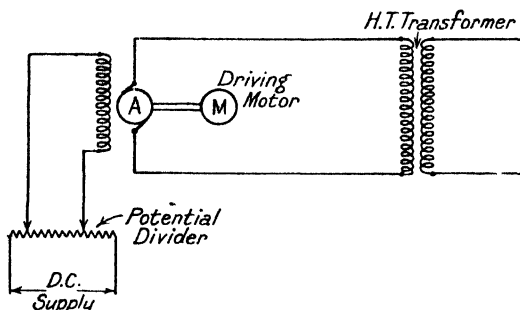 H.T. Transformer
Driving
Motor
A
M
Potential
Divider
D.C.
Supply